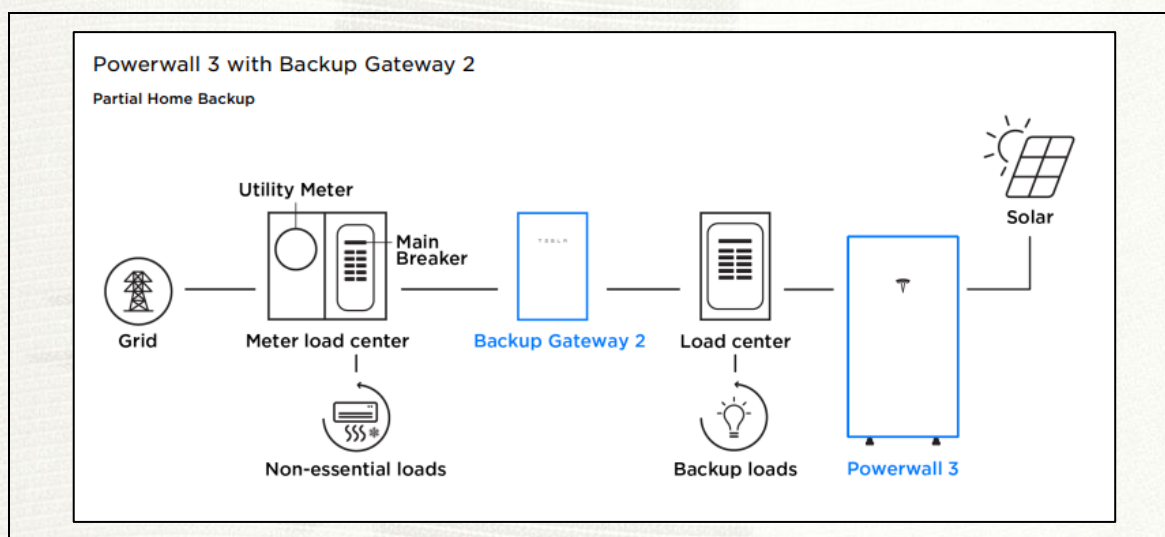 Powerwall 3 with Backup Gateway 2
Partial Home Backup
Utility Meter
Main
Breaker
TESLA
Solar
Grid
Meter load center
Backup Gateway 2
Load center
Non-essential loads
Backup loads
Powerwall 3